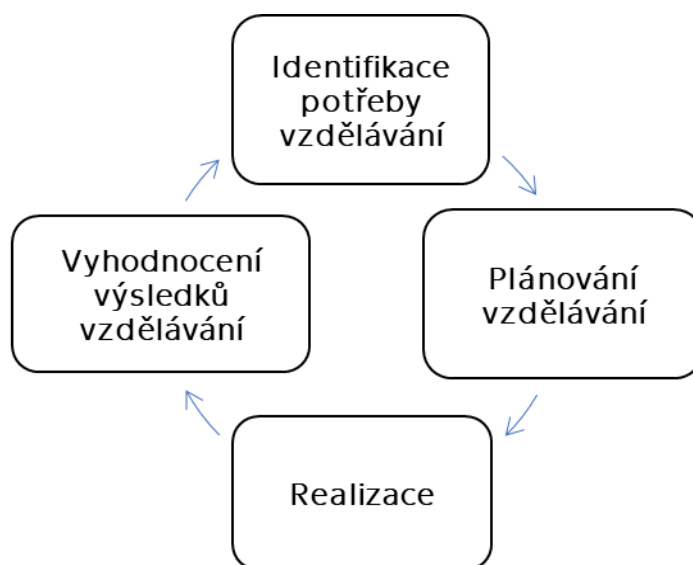 Identifikace
potřeby
vzdělávání
Plánování
vzdělávání
Realizace
Vyhodnocení
výsledků
vzdělávání